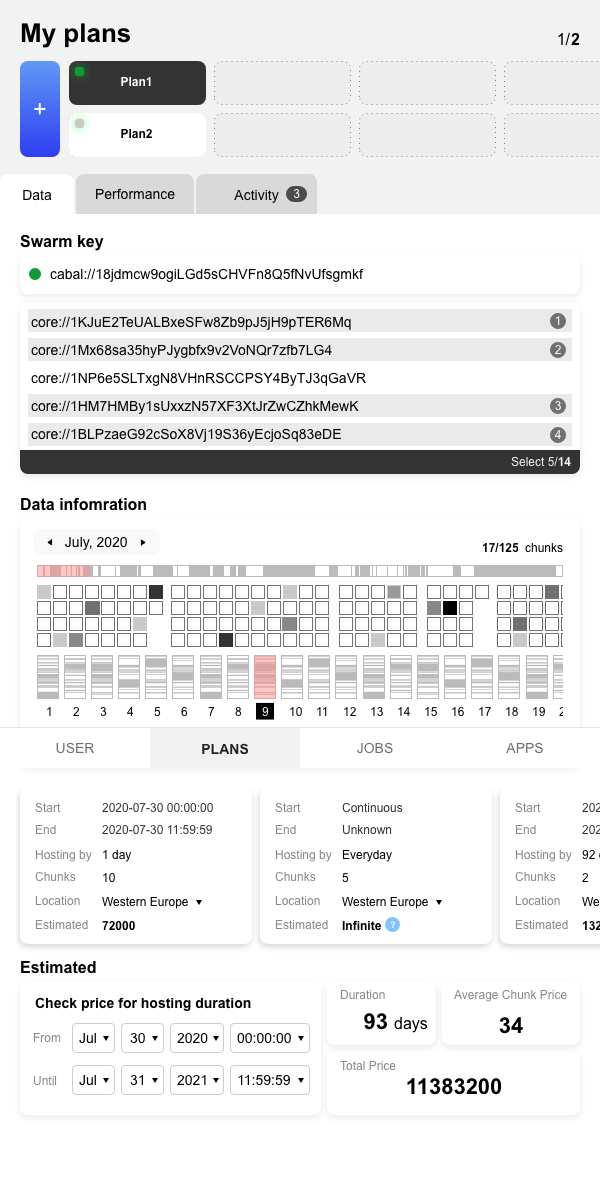 My plans
1/2
+
Plan1
Plan2
Data Performance Activity 3
Swarm key
cabal://18jdmcw9ogiLGd5sCHVFn8Q5fNvUfsgmkf
core://1KJuE2TeUALBxeSFw8Zb9pJ5jH9pTER6Mq 1
core://1Mx68sa35hyPJygbfx9v2VoNQr7zfb7LG4 2
core://1NP6e5SLTxgN8VHnRSCCPSY4ByTJ3qGaVR
core://1HM7HMBy1sUxxzN57XF3XtJrZwCZhkMewK 3
core://1BLPzaeG92cSoX8Vj19S36yEcjoSq83eDE 4
Select 5/14
Data infomration
July, 2020
17/125 chunks
1 2 3 4 5 6 7 8 9 10 11 12 13 14 15 16 17 18 19 2
USER PLANS JOBS APPS
Start 2020-07-30 00:00:00
End 2020-07-30 11:59:59
Hosting by 1 day
Chunks 10
Location Western Europe
Estimated 72000
Start Continuous
End Unknown
Hosting by Everyday
Chunks 5
Location Western Europe
Estimated Infinite ?
Start 202
End 202
Hosting by 92
Chunks 2
Location We
Estimated 132
Estimated
Check price for hosting duration
From Jul 30 2020 00:00:00
Until Jul 31 2021 11:59:59
Duration
93 days
Average Chunk Price
34
Total Price
11383200